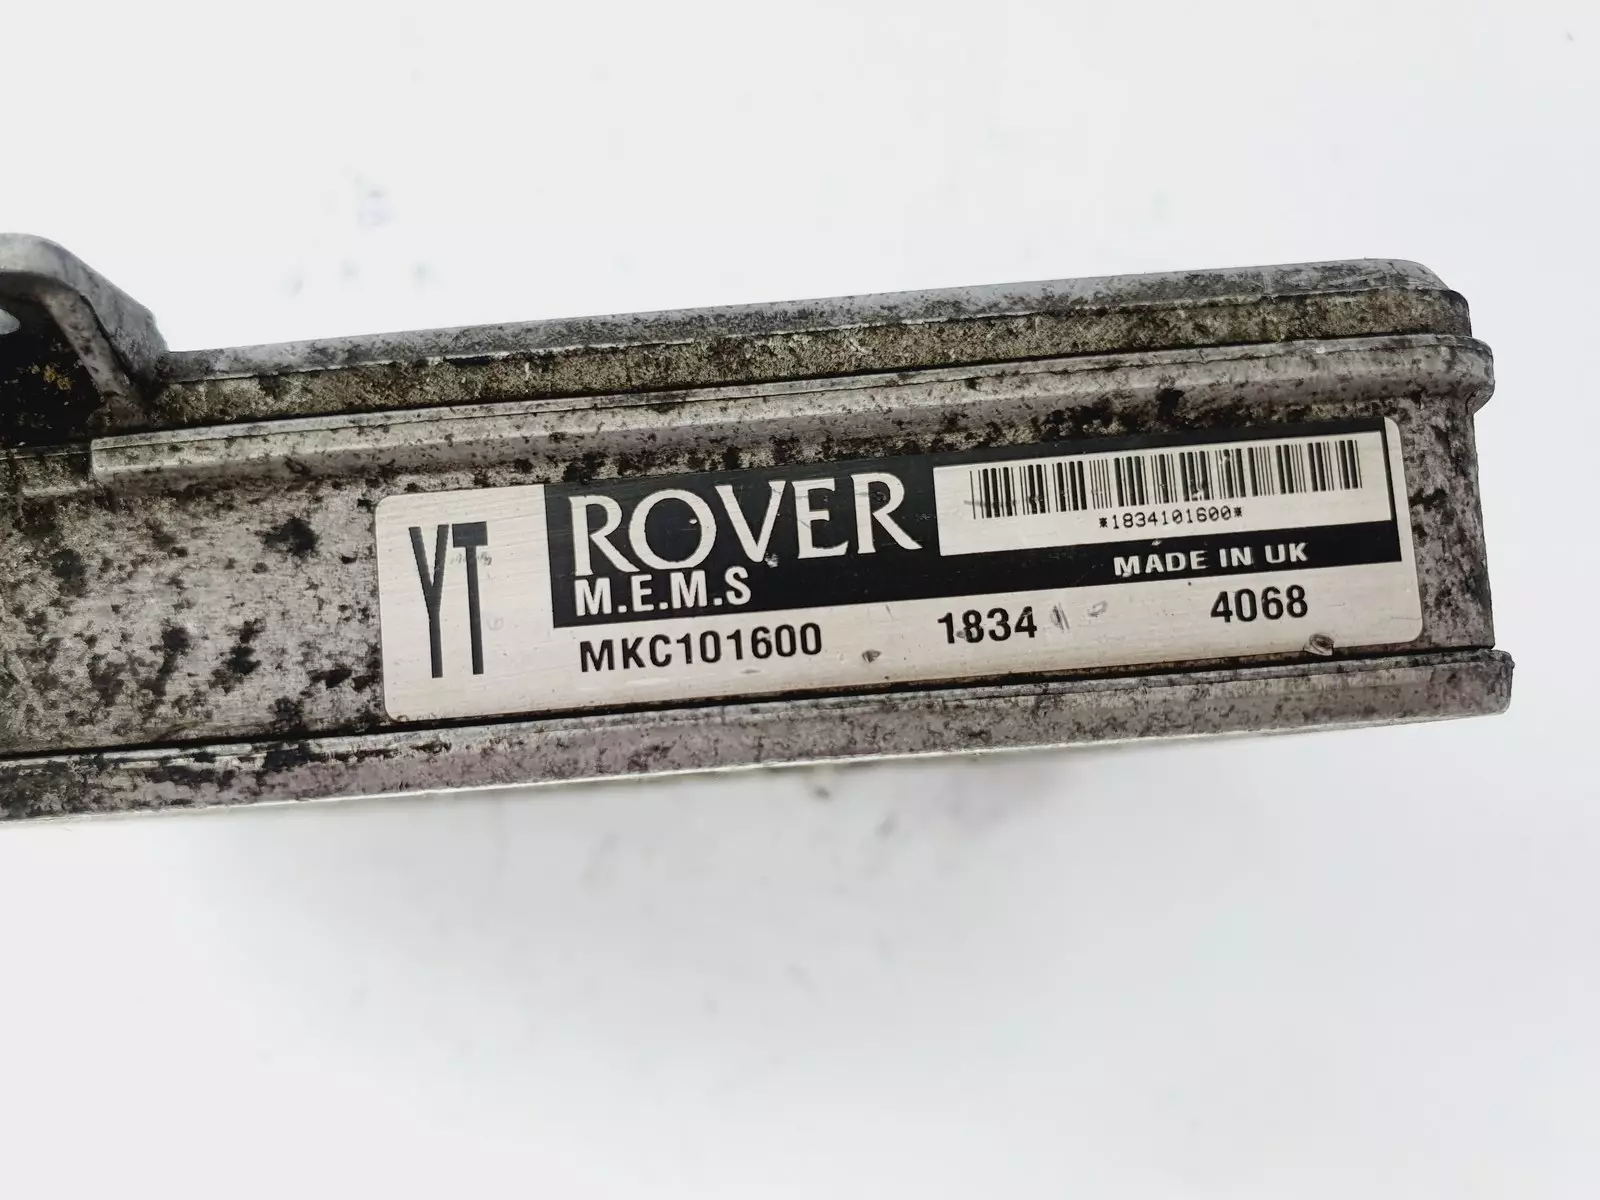 YT
ROVER
M.E.M.S
*1834101600*
MADE IN UK
MKC101600 1834 4068